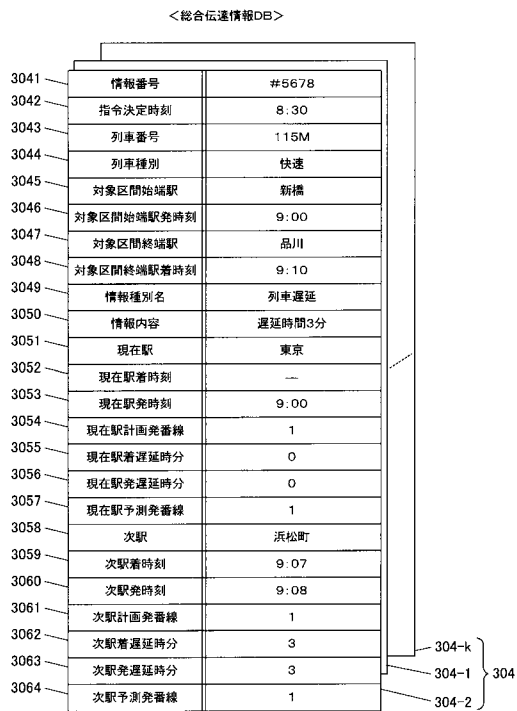 ＜総合伝達情報DB＞
3041 情報番号 #5678
3042 指令決定時刻 8:30
3043 列車番号 115M
3044 列車種別 快速
3045 対象区間始端駅 新橋
3046 対象区間始端駅発時刻 9:00
3047 対象区間終端駅 品川
3048 対象区間終端駅着時刻 9:10
3049 情報種別名 列車遅延
3050 情報内容 遅延時間3分
3051 現在駅 東京
3052 現在駅着時刻 —
3053 現在駅発時刻 9:00
3054 現在駅計画発番線 1
3055 現在駅着遅延時分 0
3056 現在駅発遅延時分 0
3057 現在駅予測発番線 1
3058 次駅 浜松町
3059 次駅着時刻 9:07
3060 次駅発時刻 9:08
3061 次駅計画発番線 1
3062 次駅着遅延時分 3
3063 次駅発遅延時分 3
3064 次駅予測発番線 1
304-k
304-1
304
304-2